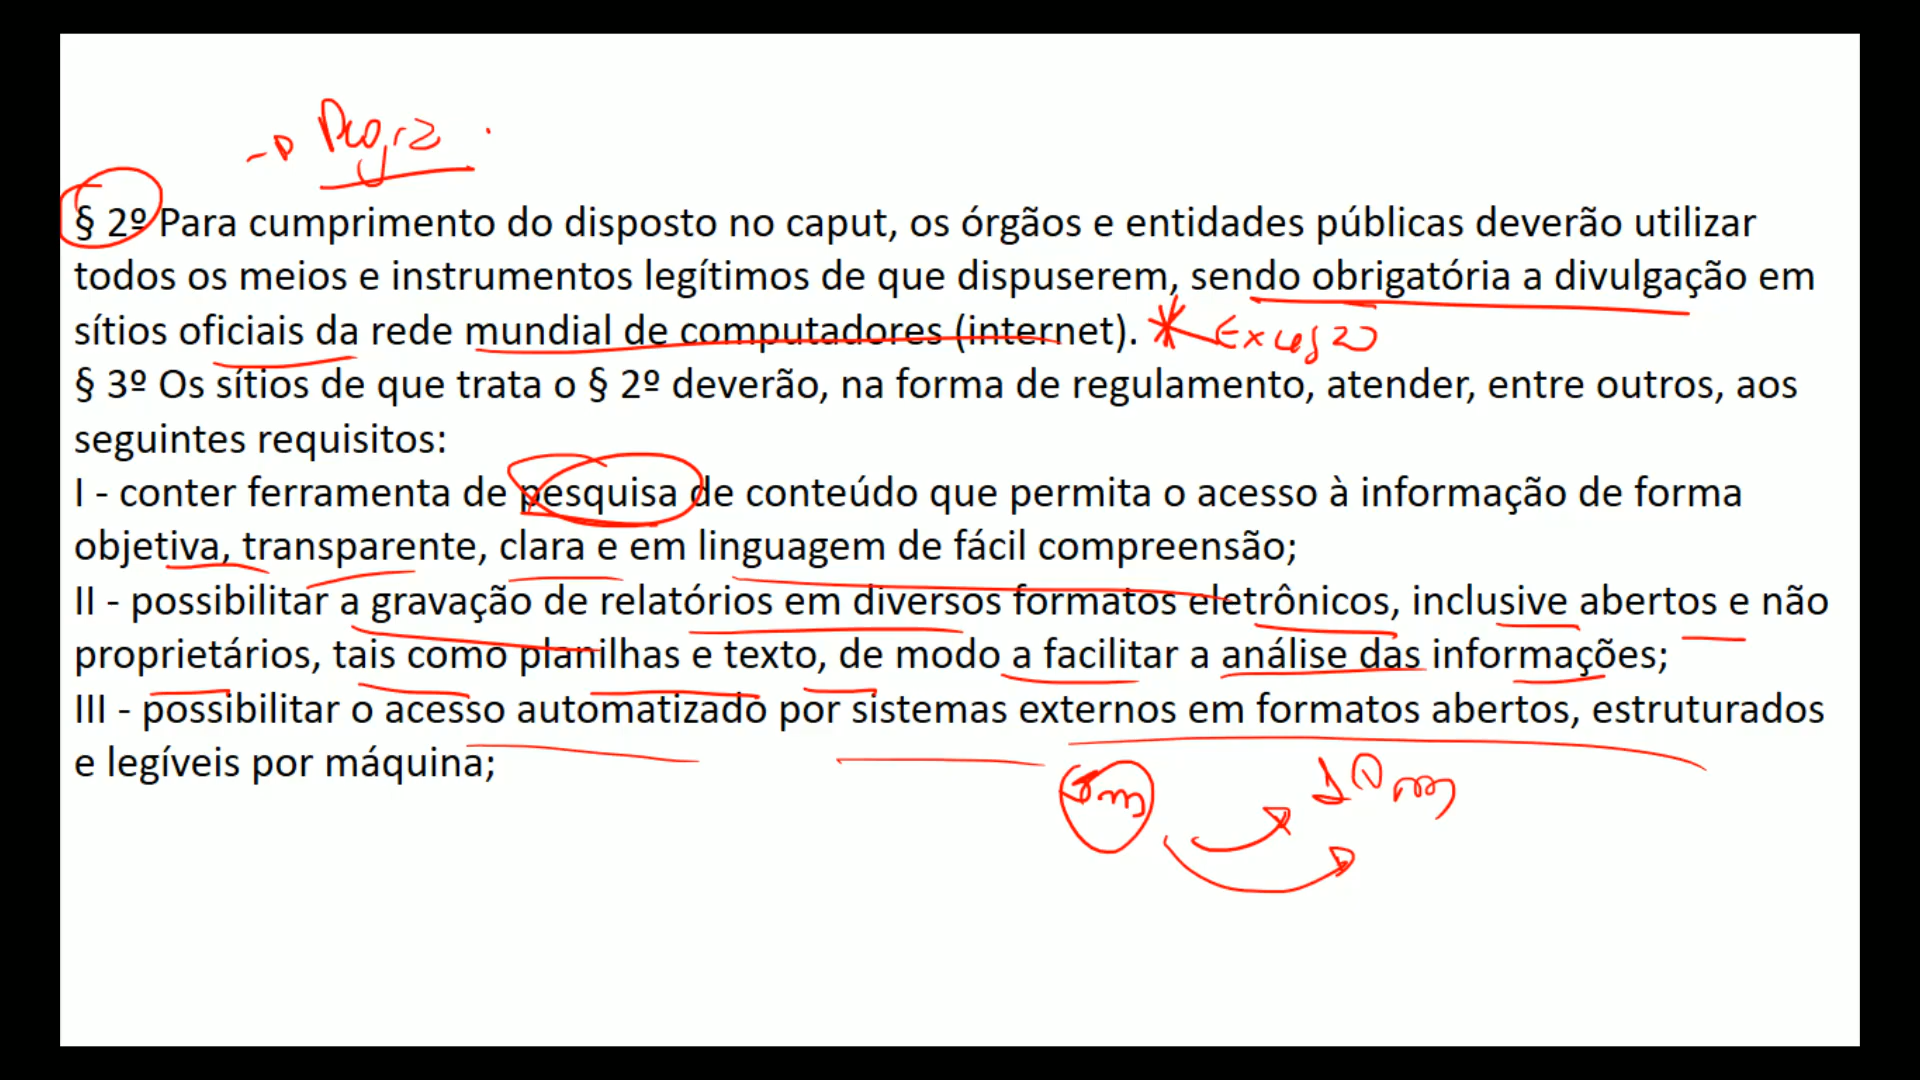 Regra
§ 2º Para cumprimento do disposto no caput, os órgãos e entidades públicas deverão utilizar
todos os meios e instrumentos legítimos de que dispuserem, sendo obrigatória a divulgação em
sítios oficiais da rede mundial de computadores (internet). * Exceção
§ 3º Os sítios de que trata o § 2º deverão, na forma de regulamento, atender, entre outros, aos
seguintes requisitos:
I - conter ferramenta de pesquisa de conteúdo que permita o acesso à informação de forma
objetiva, transparente, clara e em linguagem de fácil compreensão;
II - possibilitar a gravação de relatórios em diversos formatos eletrônicos, inclusive abertos e não
proprietários, tais como planilhas e texto, de modo a facilitar a análise das informações;
III - possibilitar o acesso automatizado por sistemas externos em formatos abertos, estruturados
e legíveis por máquina;